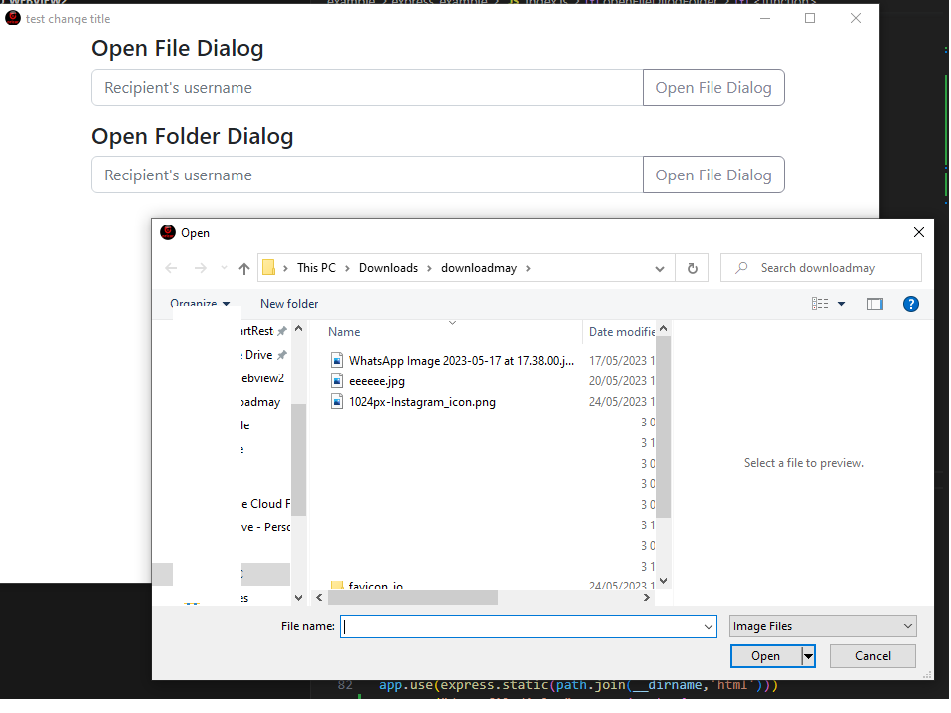 test change title
Open File Dialog
Recipient's username
Open File Dialog
Open Folder Dialog
Recipient's username
Open File Dialog
Open
This PC > Downloads > downloadmay >
Search downloadmay
Organize
New folder
Name
Date modifie
artRest
Drive
ebview2
oadmay
le
e
e Cloud F
ve - Persc
es
WhatsApp Image 2023-05-17 at 17.38.00.j...
17/05/2023 1
eeeeee.jpg
20/05/2023 1
1024px-Instagram_icon.png
24/05/2023 1
3 0
3 1
3 0
3 0
3 0
3 1
3 0
3 1
favicon_io
24/05/2023 1
Select a file to preview.
File name:
Image Files
Open
Cancel
82 app.use(express.static(path.join(__dirname,'html')))